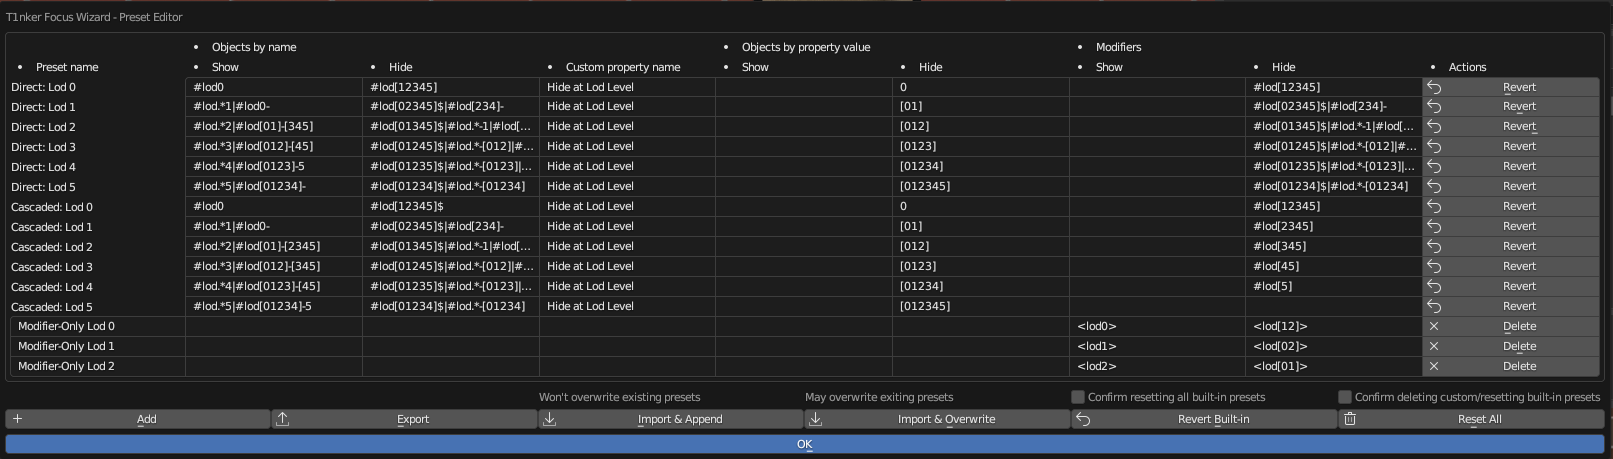 T1nker Focus Wizard - Preset Editor
• Objects by name • Objects by property value • Modifiers
• Preset name • Show • Hide • Custom property name • Show • Hide • Show • Hide • Actions
Direct: Lod 0 #lod0 #lod[12345] Hide at Lod Level 0 #lod[12345] Revert
Direct: Lod 1 #lod.*1|#lod0- #lod[02345]$|#lod[234]- Hide at Lod Level [01] #lod[02345]$|#lod[234]- Revert
Direct: Lod 2 #lod.*2|#lod[01]-[345] #lod[01345]$|#lod.*-1|#lod[... Hide at Lod Level [012] #lod[01345]$|#lod.*-1|#lod[... Revert
Direct: Lod 3 #lod.*3|#lod[012]-[45] #lod[01245]$|#lod.*-[012]|#... Hide at Lod Level [0123] #lod[01245]$|#lod.*-[012]|#... Revert
Direct: Lod 4 #lod.*4|#lod[0123]-5 #lod[01235]$|#lod.*-[0123]|... Hide at Lod Level [01234] #lod[01235]$|#lod.*-[0123]|... Revert
Direct: Lod 5 #lod.*5|#lod[01234]- #lod[01234]$|#lod.*-[01234] Hide at Lod Level [012345] #lod[01234]$|#lod.*-[01234] Revert
Cascaded: Lod 0 #lod0 #lod[12345]$ Hide at Lod Level 0 #lod[12345] Revert
Cascaded: Lod 1 #lod.*1|#lod0- #lod[02345]$|#lod[234]- Hide at Lod Level [01] #lod[2345] Revert
Cascaded: Lod 2 #lod.*2|#lod[01]-[2345] #lod[01345]$|#lod.*-1|#lod[... Hide at Lod Level [012] #lod[345] Revert
Cascaded: Lod 3 #lod.*3|#lod[012]-[345] #lod[01245]$|#lod.*-[012]|#... Hide at Lod Level [0123] #lod[45] Revert
Cascaded: Lod 4 #lod.*4|#lod[0123]-[45] #lod[01235]$|#lod.*-[0123]|... Hide at Lod Level [01234] #lod[5] Revert
Cascaded: Lod 5 #lod.*5|#lod[01234]-5 #lod[01234]$|#lod.*-[01234] Hide at Lod Level [012345] Revert
Modifier-Only Lod 0 <lod0> <lod[12]> Delete
Modifier-Only Lod 1 <lod1> <lod[02]> Delete
Modifier-Only Lod 2 <lod2> <lod[01]> Delete
Won't overwrite existing presets May overwrite exiting presets Confirm resetting all built-in presets Confirm deleting custom/resetting built-in presets
Add Export Import & Append Import & Overwrite Revert Built-in Reset All
OK